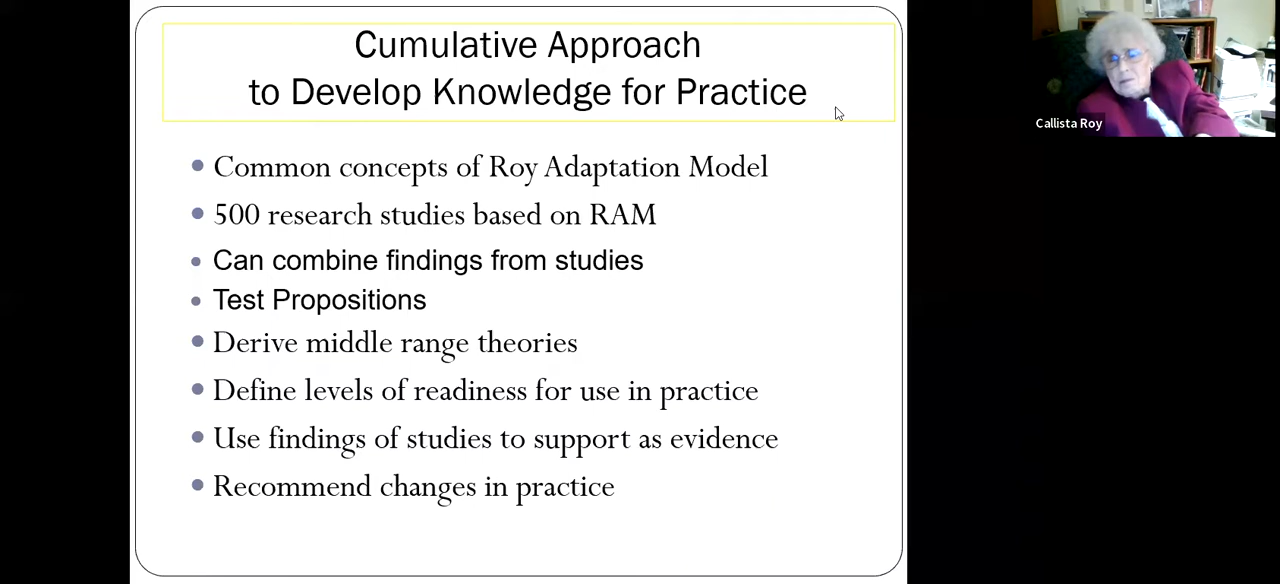 Cumulative Approach
to Develop Knowledge for Practice
Common concepts of Roy Adaptation Model
500 research studies based on RAM
Can combine findings from studies
Test Propositions
Derive middle range theories
Define levels of readiness for use in practice
Use findings of studies to support as evidence
Recommend changes in practice
Callista Roy